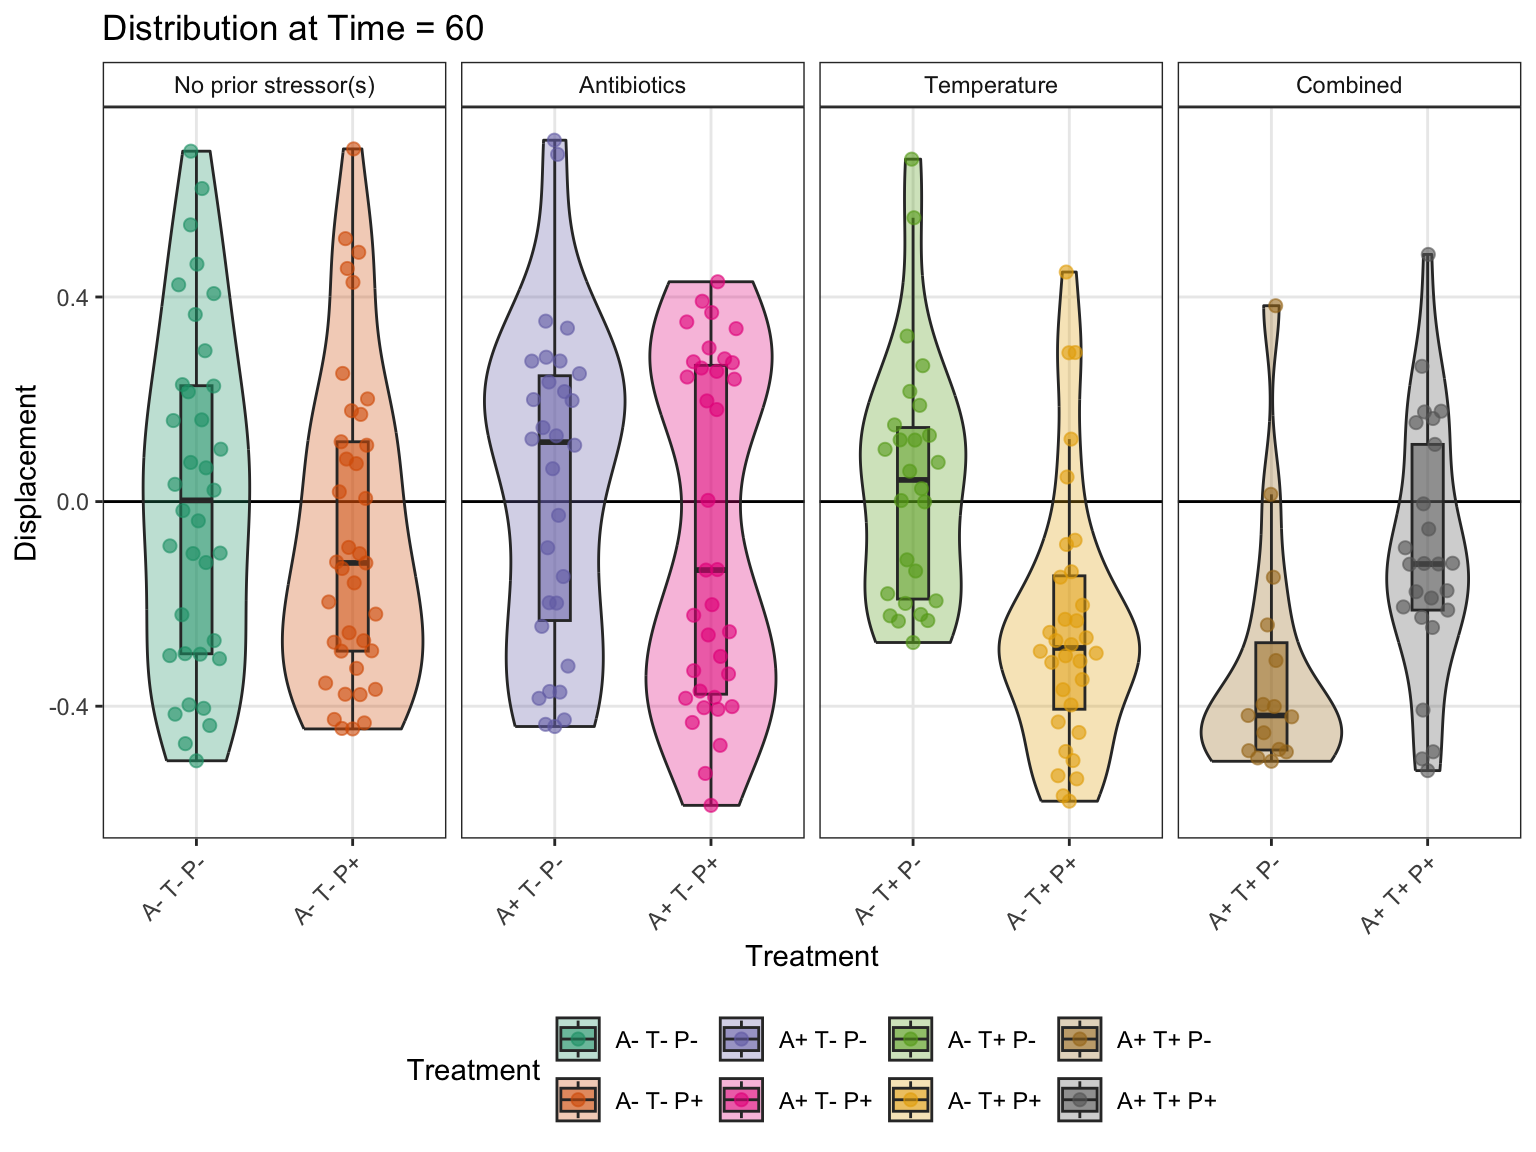 Distribution at Time = 60
No prior stressor(s) Antibiotics Temperature Combined
Displacement
0.4
0.0
-0.4
A- T- P- A- T- P+ A+ T- P- A+ T- P+ A- T+ P- A- T+ P+ A+ T+ P- A+ T+ P+
Treatment
Treatment
A- T- P- A+ T- P- A- T+ P- A+ T+ P-
A- T- P+ A+ T- P+ A- T+ P+ A+ T+ P+